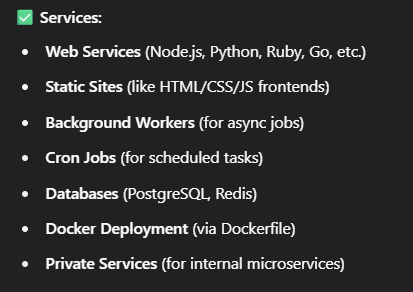 ✅ Services:
• Web Services (Node.js, Python, Ruby, Go, etc.)
• Static Sites (like HTML/CSS/JS frontends)
• Background Workers (for async jobs)
• Cron Jobs (for scheduled tasks)
• Databases (PostgreSQL, Redis)
• Docker Deployment (via Dockerfile)
• Private Services (for internal microservices)